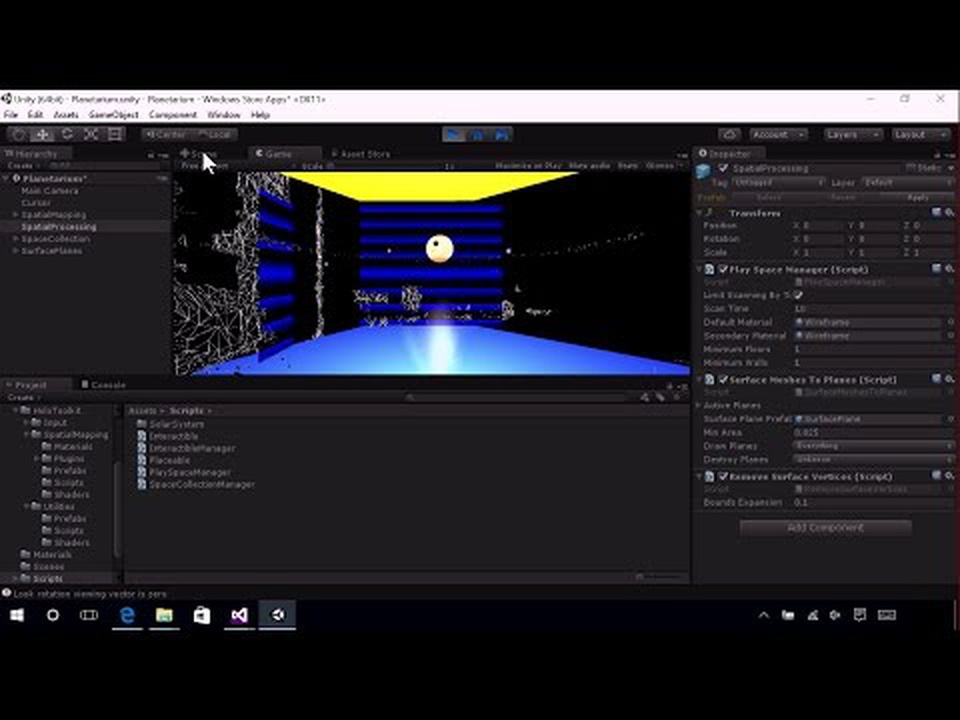 Unity (64bit) - Planetarium.unity - Planetarium - Windows Store Apps* <DX11>
File Edit Assets GameObject Component Window Help
Center Local Account Layers Layout
Hierarchy
Create
Planetarium*
Main Camera
Cursor
SpatialMapping
SpatialProcessing
SpaceCollection
SurfacePlanes
Scene Game Asset Store
Scale 1x Maximize on Play Mute audio Stats Gizmos
Inspector
SpatialProcessing Static
Tag Untagged Layer Default
Prefab Select Revert Apply
Transform
Position X 0 Y 0 Z 0
Rotation X 0 Y 0 Z 0
Scale X 1 Y 1 Z 1
Play Space Manager (Script)
Script PlaySpaceManager
Limit Scanning By Ti
Scan Time 10
Default Material Wireframe
Secondary Material Wireframe
Minimum Floors 1
Minimum Walls 1
Surface Meshes To Planes (Script)
Script SurfaceMeshesToPlanes
Active Planes
Surface Plane Prefab SurfacePlane
Min Area 0.025
Draw Planes Everything
Destroy Planes Unknown
Remove Surface Vertices (Script)
Script RemoveSurfaceVertices
Bounds Expansion 0.1
Add Component
Project Console
Create
HoloToolkit
Input
SpatialMapping
Materials
Plugins
Prefabs
Scripts
Shaders
Utilities
Prefabs
Scripts
Shaders
Materials
Scenes
Scripts
Assets Scripts
SolarSystem
Interactible
InteractibleManager
Placeable
PlaySpaceManager
SpaceCollectionManager
Look rotation viewing vector is zero